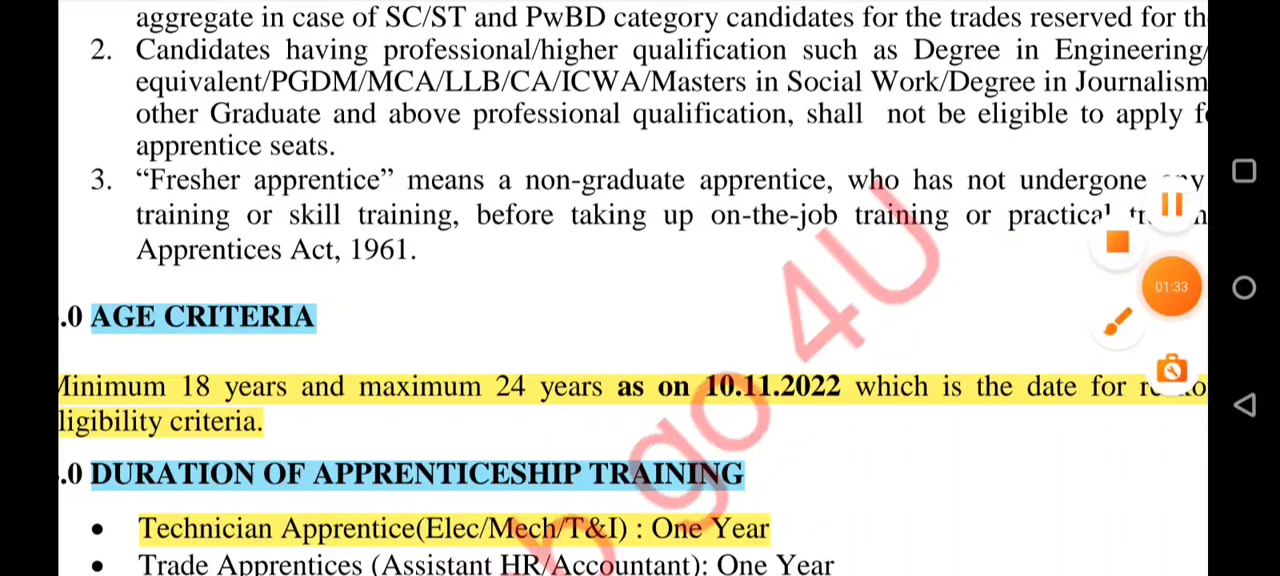 aggregate in case of SC/ST and PwBD category candidates for the trades reserved for th
2. Candidates having professional/higher qualification such as Degree in Engineering/
equivalent/PGDM/MCA/LLB/CA/ICWA/Masters in Social Work/Degree in Journalism
other Graduate and above professional qualification, shall not be eligible to apply f
apprentice seats.
3. “Fresher apprentice” means a non-graduate apprentice, who has not undergone
training or skill training, before taking up on-the-job training or practical
Apprentices Act, 1961.
.0 AGE CRITERIA
01:33
Minimum 18 years and maximum 24 years as on 10.11.2022 which is the date for
ligibility criteria.
.0 DURATION OF APPRENTICESHIP TRAINING
• Technician Apprentice(Elec/Mech/T&I) : One Year
• Trade Apprentices (Assistant HR/Accountant): One Year
go 4U